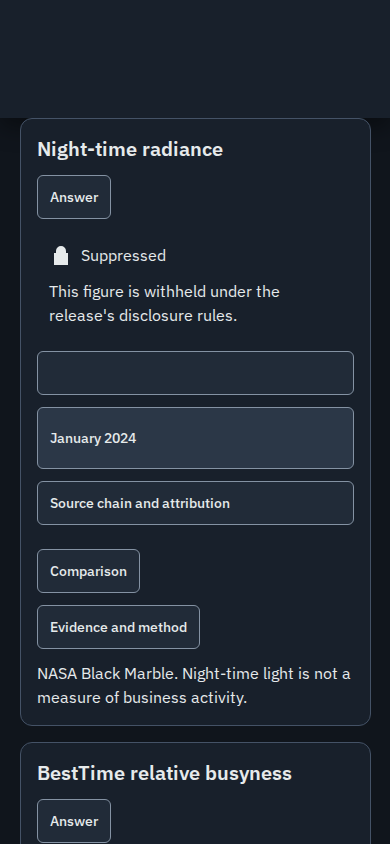 Night-time radiance
Answer
Suppressed
This figure is withheld under the
release's disclosure rules.
January 2024
Source chain and attribution
Comparison
Evidence and method
NASA Black Marble. Night-time light is not a
measure of business activity.
BestTime relative busyness
Answer